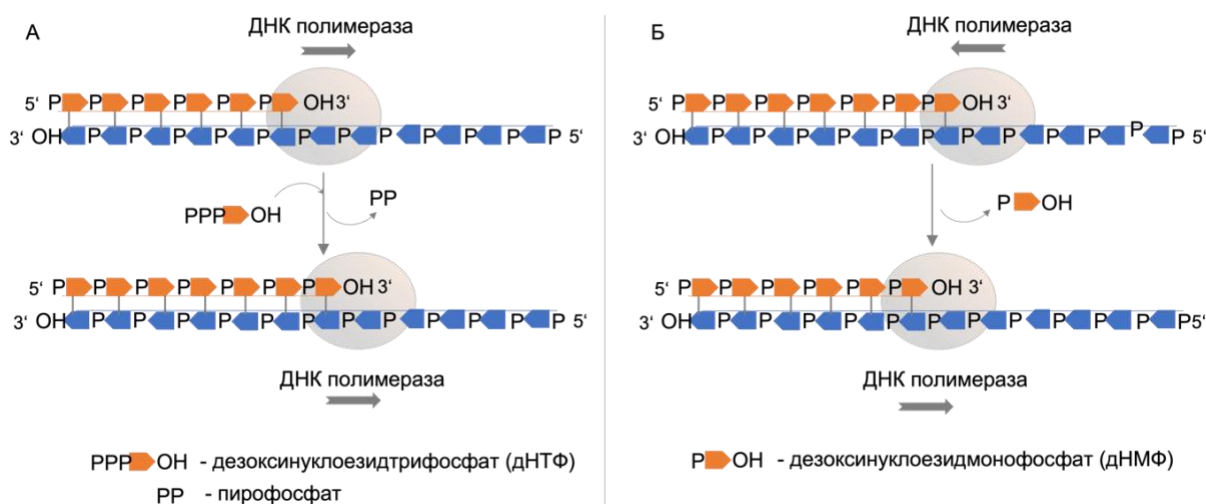 А
ДНК полимераза
5‘ P P P P P P OH 3‘
3‘ OH P P P P P P P P P P P P 5‘
PPP OH
PP
5‘ P P P P P P P OH 3‘
3‘ OH P P P P P P P P P P P P 5‘
ДНК полимераза
PPP OH - дезоксинуклоезидтрифосфат (дНТФ)
PP - пирофосфат
Б
ДНК полимераза
5‘ P P P P P P P OH 3‘
3‘ OH P P P P P P P P P P P P 5‘
P OH
5‘ P P P P P P OH 3‘
3‘ OH P P P P P P P P P P P P 5‘
ДНК полимераза
P OH - дезоксинуклоезидмонофосфат (дНМФ)